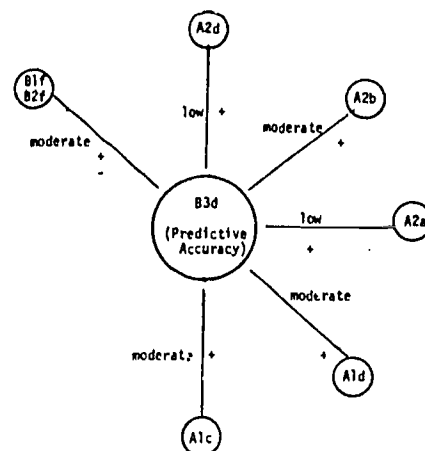 A2d
B1f
B2f
A2b
low +
moderate
+
-
moderate
+
B3d
(Predictive
Accuracy)
low
+
A2a
moderate
+
A1d
moderate +
A1c